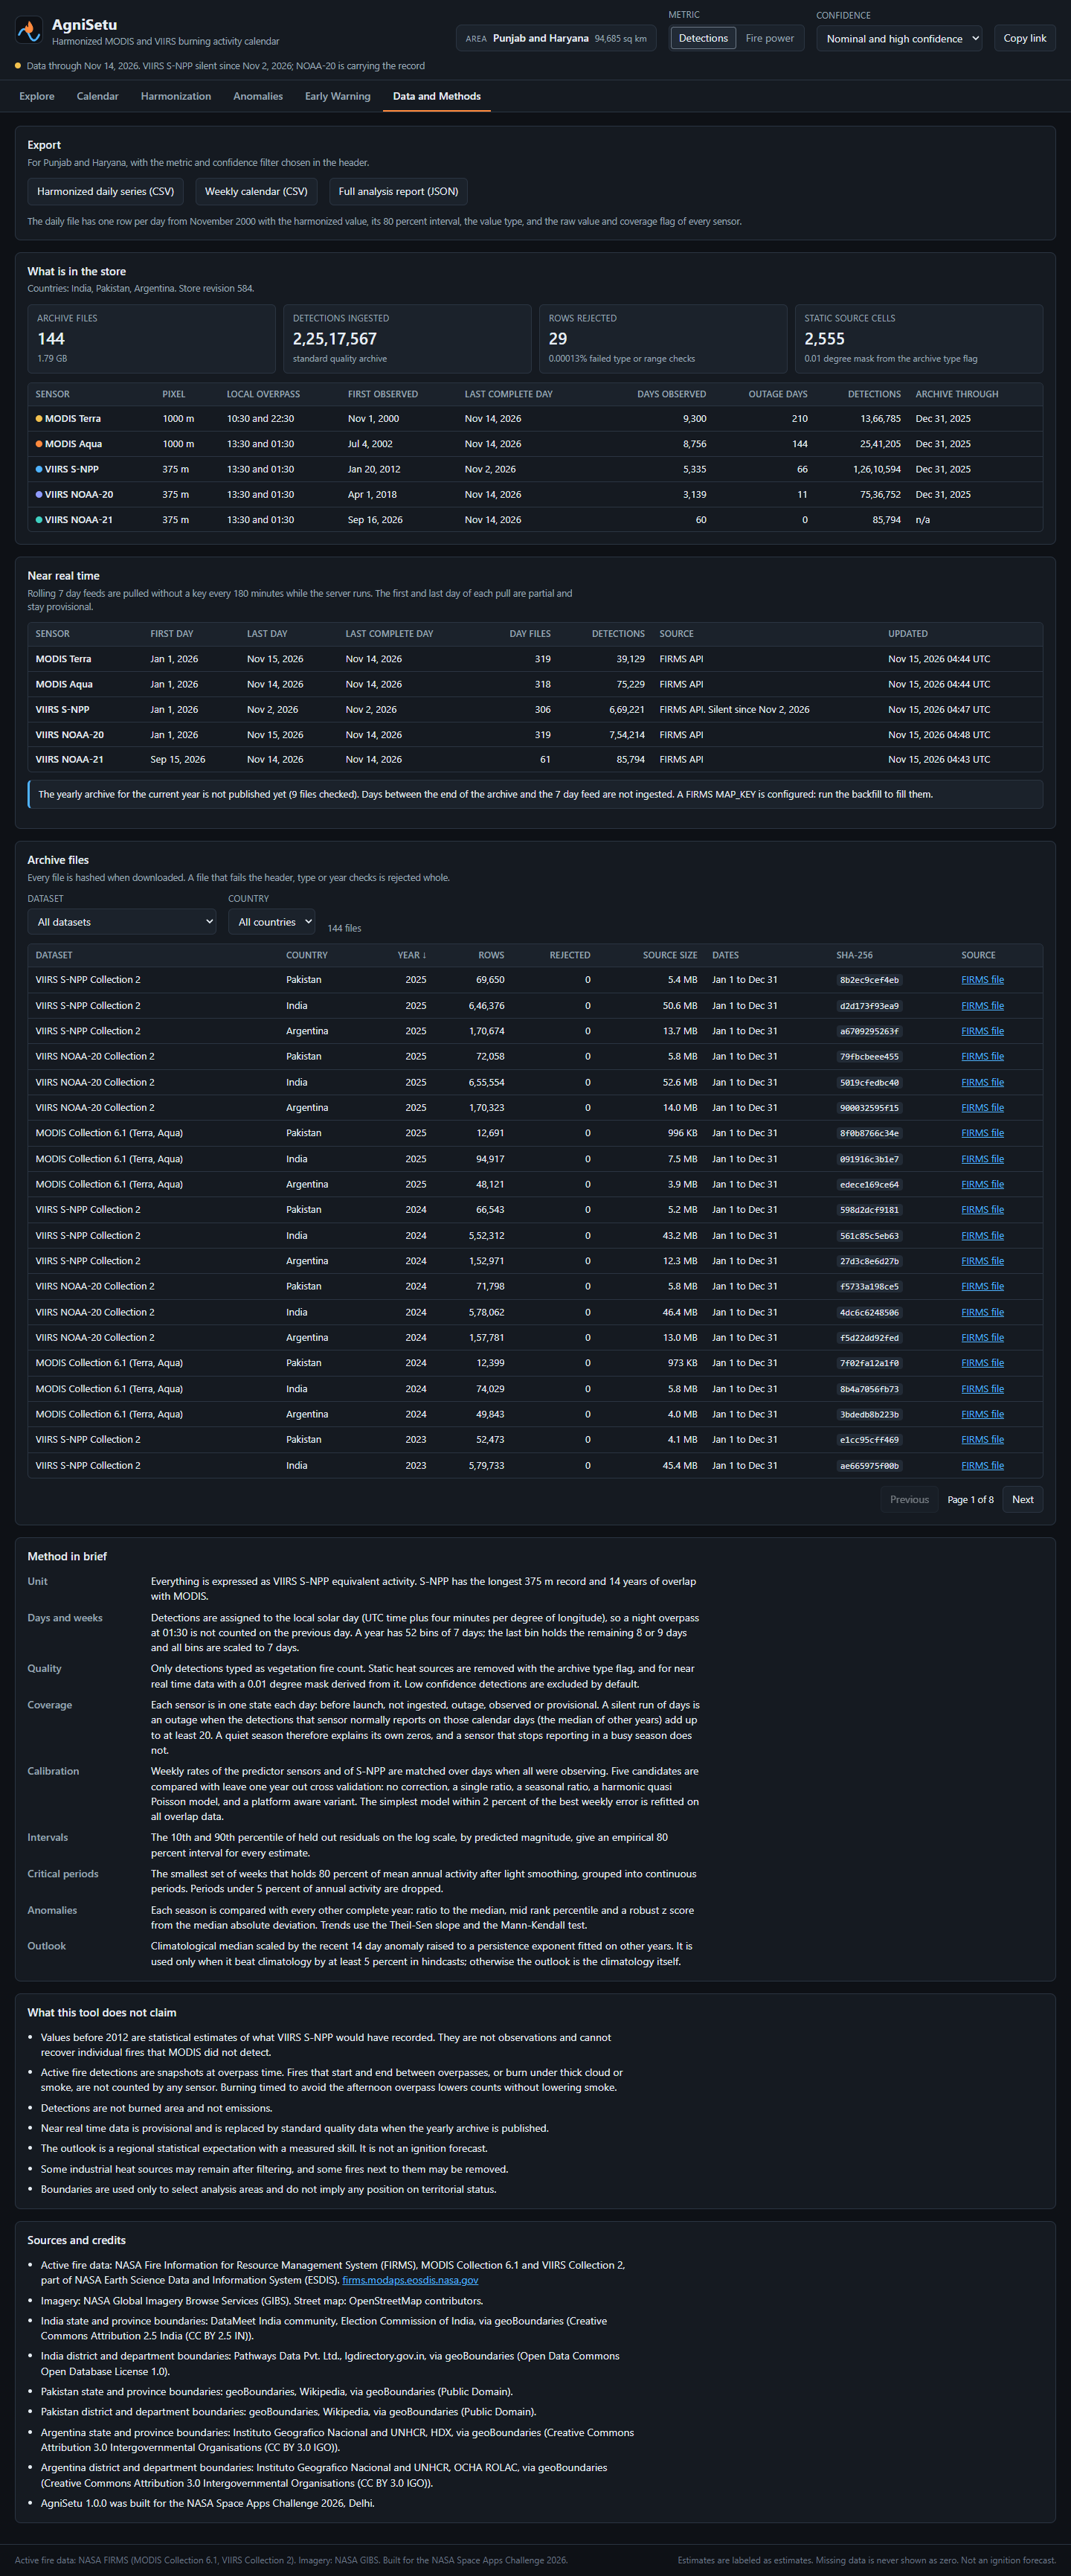 AgniSetu
Harmonized MODIS and VIIRS burning activity calendar
AREA Punjab and Haryana 94,685 sq km
METRIC
Detections Fire power
CONFIDENCE
Nominal and high confidence
Copy link
Data through Nov 14, 2026. VIIRS S-NPP silent since Nov 2, 2026; NOAA-20 is carrying the record
Explore Calendar Harmonization Anomalies Early Warning Data and Methods
Export
For Punjab and Haryana, with the metric and confidence filter chosen in the header.
Harmonized daily series (CSV) Weekly calendar (CSV) Full analysis report (JSON)
The daily file has one row per day from November 2000 with the harmonized value, its 80 percent interval, the value type, and the raw value and coverage flag of every sensor.
What is in the store
Countries: India, Pakistan, Argentina. Store revision 584.
ARCHIVE FILES
144
1.79 GB
DETECTIONS INGESTED
2,25,17,567
standard quality archive
ROWS REJECTED
29
0.00013% failed type or range checks
STATIC SOURCE CELLS
2,555
0.01 degree mask from the archive type flag
SENSOR PIXEL LOCAL OVERPASS FIRST OBSERVED LAST COMPLETE DAY DAYS OBSERVED OUTAGE DAYS DETECTIONS ARCHIVE THROUGH
MODIS Terra 1000 m 10:30 and 22:30 Nov 1, 2000 Nov 14, 2026 9,300 210 13,66,785 Dec 31, 2025
MODIS Aqua 1000 m 13:30 and 01:30 Jul 4, 2002 Nov 14, 2026 8,756 144 25,41,205 Dec 31, 2025
VIIRS S-NPP 375 m 13:30 and 01:30 Jan 20, 2012 Nov 2, 2026 5,335 66 1,26,10,594 Dec 31, 2025
VIIRS NOAA-20 375 m 13:30 and 01:30 Apr 1, 2018 Nov 14, 2026 3,139 11 75,36,752 Dec 31, 2025
VIIRS NOAA-21 375 m 13:30 and 01:30 Sep 16, 2026 Nov 14, 2026 60 0 85,794 n/a
Near real time
Rolling 7 day feeds are pulled without a key every 180 minutes while the server runs. The first and last day of each pull are partial and
stay provisional.
SENSOR FIRST DAY LAST DAY LAST COMPLETE DAY DAY FILES DETECTIONS SOURCE UPDATED
MODIS Terra Jan 1, 2026 Nov 15, 2026 Nov 14, 2026 319 39,129 FIRMS API Nov 15, 2026 04:44 UTC
MODIS Aqua Jan 1, 2026 Nov 14, 2026 Nov 14, 2026 318 75,229 FIRMS API Nov 15, 2026 04:44 UTC
VIIRS S-NPP Jan 1, 2026 Nov 2, 2026 Nov 2, 2026 306 6,69,221 FIRMS API. Silent since Nov 2, 2026 Nov 15, 2026 04:47 UTC
VIIRS NOAA-20 Jan 1, 2026 Nov 15, 2026 Nov 14, 2026 319 7,54,214 FIRMS API Nov 15, 2026 04:48 UTC
VIIRS NOAA-21 Sep 15, 2026 Nov 14, 2026 Nov 14, 2026 61 85,794 FIRMS API Nov 15, 2026 04:43 UTC
The yearly archive for the current year is not published yet (9 files checked). Days between the end of the archive and the 7 day feed are not ingested. A FIRMS MAP_KEY is configured: run the backfill to fill them.
Archive files
Every file is hashed when downloaded. A file that fails the header, type or year checks is rejected whole.
DATASET COUNTRY
All datasets All countries 144 files
DATASET COUNTRY YEAR ↓ ROWS REJECTED SOURCE SIZE DATES SHA-256 SOURCE
VIIRS S-NPP Collection 2 Pakistan 2025 69,650 0 5.4 MB Jan 1 to Dec 31 8b2ec9cef4eb FIRMS file
VIIRS S-NPP Collection 2 India 2025 6,46,376 0 50.6 MB Jan 1 to Dec 31 d2d173f93ea9 FIRMS file
VIIRS S-NPP Collection 2 Argentina 2025 1,70,674 0 13.7 MB Jan 1 to Dec 31 a6709295263f FIRMS file
VIIRS NOAA-20 Collection 2 Pakistan 2025 72,058 0 5.8 MB Jan 1 to Dec 31 79fbcbeee455 FIRMS file
VIIRS NOAA-20 Collection 2 India 2025 6,55,554 0 52.6 MB Jan 1 to Dec 31 5019cfedbc40 FIRMS file
VIIRS NOAA-20 Collection 2 Argentina 2025 1,70,323 0 14.0 MB Jan 1 to Dec 31 900032595f15 FIRMS file
MODIS Collection 6.1 (Terra, Aqua) Pakistan 2025 12,691 0 996 KB Jan 1 to Dec 31 8f0b8766c34e FIRMS file
MODIS Collection 6.1 (Terra, Aqua) India 2025 94,917 0 7.5 MB Jan 1 to Dec 31 091916c3b1e7 FIRMS file
MODIS Collection 6.1 (Terra, Aqua) Argentina 2025 48,121 0 3.9 MB Jan 1 to Dec 31 edece169ce64 FIRMS file
VIIRS S-NPP Collection 2 Pakistan 2024 66,543 0 5.2 MB Jan 1 to Dec 31 598d2dcf9181 FIRMS file
VIIRS S-NPP Collection 2 India 2024 5,52,312 0 43.2 MB Jan 1 to Dec 31 561c85c5eb63 FIRMS file
VIIRS S-NPP Collection 2 Argentina 2024 1,52,971 0 12.3 MB Jan 1 to Dec 31 27d3c8e6d27b FIRMS file
VIIRS NOAA-20 Collection 2 Pakistan 2024 71,798 0 5.8 MB Jan 1 to Dec 31 f5733a198ce5 FIRMS file
VIIRS NOAA-20 Collection 2 India 2024 5,78,062 0 46.4 MB Jan 1 to Dec 31 4dc6c6248506 FIRMS file
VIIRS NOAA-20 Collection 2 Argentina 2024 1,57,781 0 13.0 MB Jan 1 to Dec 31 f5d22dd92fed FIRMS file
MODIS Collection 6.1 (Terra, Aqua) Pakistan 2024 12,399 0 973 KB Jan 1 to Dec 31 7f02fa12a1f0 FIRMS file
MODIS Collection 6.1 (Terra, Aqua) India 2024 74,029 0 5.8 MB Jan 1 to Dec 31 8b4a7056fb73 FIRMS file
MODIS Collection 6.1 (Terra, Aqua) Argentina 2024 49,843 0 4.0 MB Jan 1 to Dec 31 3bdedb8b223b FIRMS file
VIIRS S-NPP Collection 2 Pakistan 2023 52,473 0 4.1 MB Jan 1 to Dec 31 e1cc95cff469 FIRMS file
VIIRS S-NPP Collection 2 India 2023 5,79,733 0 45.4 MB Jan 1 to Dec 31 ae665975f00b FIRMS file
Previous Page 1 of 8 Next
Method in brief
Unit Everything is expressed as VIIRS S-NPP equivalent activity. S-NPP has the longest 375 m record and 14 years of overlap
with MODIS.
Days and weeks Detections are assigned to the local solar day (UTC time plus four minutes per degree of longitude), so a night overpass
at 01:30 is not counted on the previous day. A year has 52 bins of 7 days; the last bin holds the remaining 8 or 9 days
and all bins are scaled to 7 days.
Quality Only detections typed as vegetation fire count. Static heat sources are removed with the archive type flag, and for near
real time data with a 0.01 degree mask derived from it. Low confidence detections are excluded by default.
Coverage Each sensor is in one state each day: before launch, not ingested, outage, observed or provisional. A silent run of days is
an outage when the detections that sensor normally reports on those calendar days (the median of other years) add up
to at least 20. A quiet season therefore explains its own zeros, and a sensor that stops reporting in a busy season does
not.
Calibration Weekly rates of the predictor sensors and of S-NPP are matched over days when all were observing. Five candidates are
compared with leave one year out cross validation: no correction, a single ratio, a seasonal ratio, a harmonic quasi
Poisson model, and a platform aware variant. The simplest model within 2 percent of the best weekly error is refitted on
all overlap data.
Intervals The 10th and 90th percentile of held out residuals on the log scale, by predicted magnitude, give an empirical 80
percent interval for every estimate.
Critical periods The smallest set of weeks that holds 80 percent of mean annual activity after light smoothing, grouped into continuous
periods. Periods under 5 percent of annual activity are dropped.
Anomalies Each season is compared with every other complete year: ratio to the median, mid rank percentile and a robust z score
from the median absolute deviation. Trends use the Theil-Sen slope and the Mann-Kendall test.
Outlook Climatological median scaled by the recent 14 day anomaly raised to a persistence exponent fitted on other years. It is
used only when it beat climatology by at least 5 percent in hindcasts; otherwise the outlook is the climatology itself.
What this tool does not claim
• Values before 2012 are statistical estimates of what VIIRS S-NPP would have recorded. They are not observations and cannot
recover individual fires that MODIS did not detect.
• Active fire detections are snapshots at overpass time. Fires that start and end between overpasses, or burn under thick cloud or
smoke, are not counted by any sensor. Burning timed to avoid the afternoon overpass lowers counts without lowering smoke.
• Detections are not burned area and not emissions.
• Near real time data is provisional and is replaced by standard quality data when the yearly archive is published.
• The outlook is a regional statistical expectation with a measured skill. It is not an ignition forecast.
• Some industrial heat sources may remain after filtering, and some fires next to them may be removed.
• Boundaries are used only to select analysis areas and do not imply any position on territorial status.
Sources and credits
• Active fire data: NASA Fire Information for Resource Management System (FIRMS), MODIS Collection 6.1 and VIIRS Collection 2,
part of NASA Earth Science Data and Information System (ESDIS). firms.modaps.eosdis.nasa.gov
• Imagery: NASA Global Imagery Browse Services (GIBS). Street map: OpenStreetMap contributors.
• India state and province boundaries: DataMeet India community, Election Commission of India, via geoBoundaries (Creative
Commons Attribution 2.5 India (CC BY 2.5 IN)).
• India district and department boundaries: Pathways Data Pvt. Ltd., lgdirectory.gov.in, via geoBoundaries (Open Data Commons
Open Database License 1.0).
• Pakistan state and province boundaries: geoBoundaries, Wikipedia, via geoBoundaries (Public Domain).
• Pakistan district and department boundaries: geoBoundaries, Wikipedia, via geoBoundaries (Public Domain).
• Argentina state and province boundaries: Instituto Geografico Nacional and UNHCR, HDX, via geoBoundaries (Creative Commons
Attribution 3.0 Intergovernmental Organisations (CC BY 3.0 IGO)).
• Argentina district and department boundaries: Instituto Geografico Nacional and UNHCR, OCHA ROLAC, via geoBoundaries
(Creative Commons Attribution 3.0 Intergovernmental Organisations (CC BY 3.0 IGO)).
• AgniSetu 1.0.0 was built for the NASA Space Apps Challenge 2026, Delhi.
Active fire data: NASA FIRMS (MODIS Collection 6.1, VIIRS Collection 2). Imagery: NASA GIBS. Built for the NASA Space Apps Challenge 2026. Estimates are labeled as estimates. Missing data is never shown as zero. Not an ignition forecast.